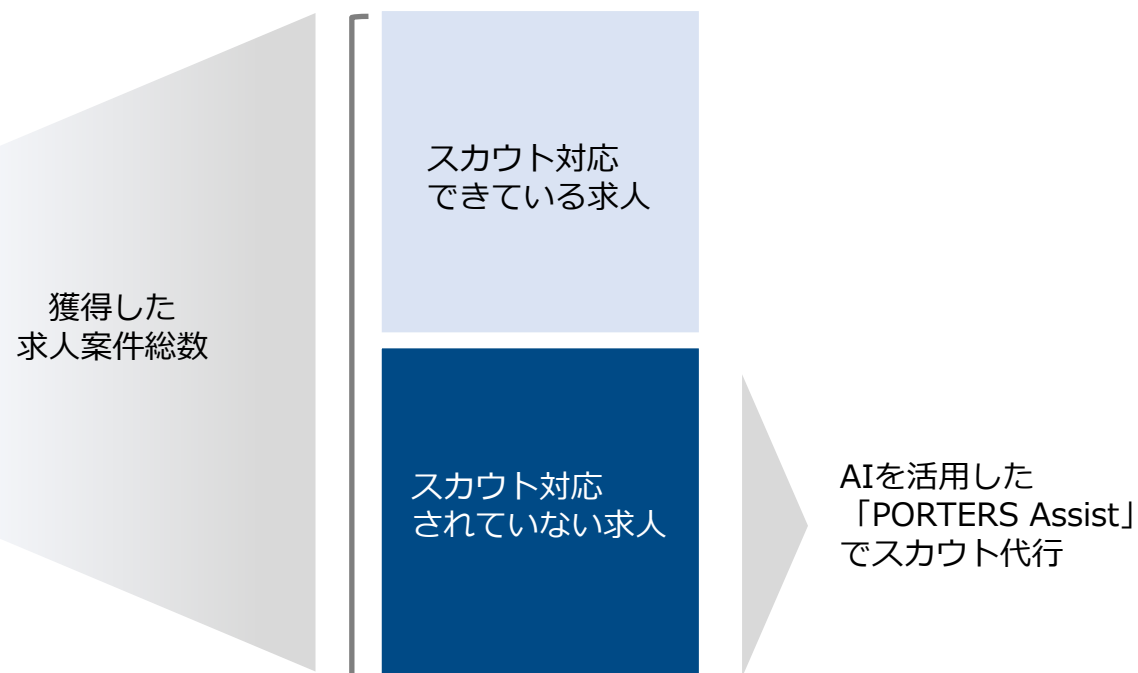 獲得した
求人案件総数
スカウト対応
できている求人
スカウト対応
されていない求人
AIを活用した
「PORTERS Assist」
でスカウト代行